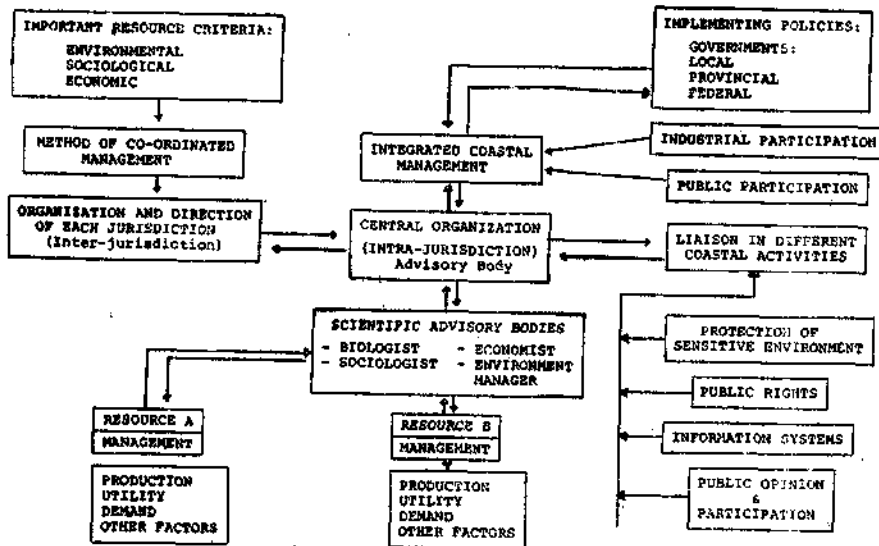 IMPORTANT RESOURCE CRITERIA:
ENVIRONMENTAL
SOCIOLOGICAL
ECONOMIC
METHOD OF CO-ORDINATED
MANAGEMENT
ORGANISATION AND DIRECTION
OF EACH JURISDICTION
(Inter-jurisdiction)
IMPLEMENTING POLICIES:
GOVERNMENTS:
LOCAL
PROVINCIAL
FEDERAL
INTEGRATED COASTAL
MANAGEMENT
INDUSTRIAL PARTICIPATION
PUBLIC PARTICIPATION
CENTRAL ORGANIZATION
(INTRA-JURISDICTION)
Advisory Body
LIAISON IN DIFFERENT
COASTAL ACTIVITIES
SCIENTIFIC ADVISORY BODIES
- BIOLOGIST - ECONOMIST
- SOCIOLOGIST - ENVIRONMENT
MANAGER
PROTECTION OF
SENSITIVE ENVIRONMENT
PUBLIC RIGHTS
INFORMATION SYSTEMS
PUBLIC OPINION
&
PARTICIPATION
RESOURCE A
MANAGEMENT
PRODUCTION
UTILITY
DEMAND
OTHER FACTORS
RESOURCE B
MANAGEMENT
PRODUCTION
UTILITY
DEMAND
OTHER FACTORS